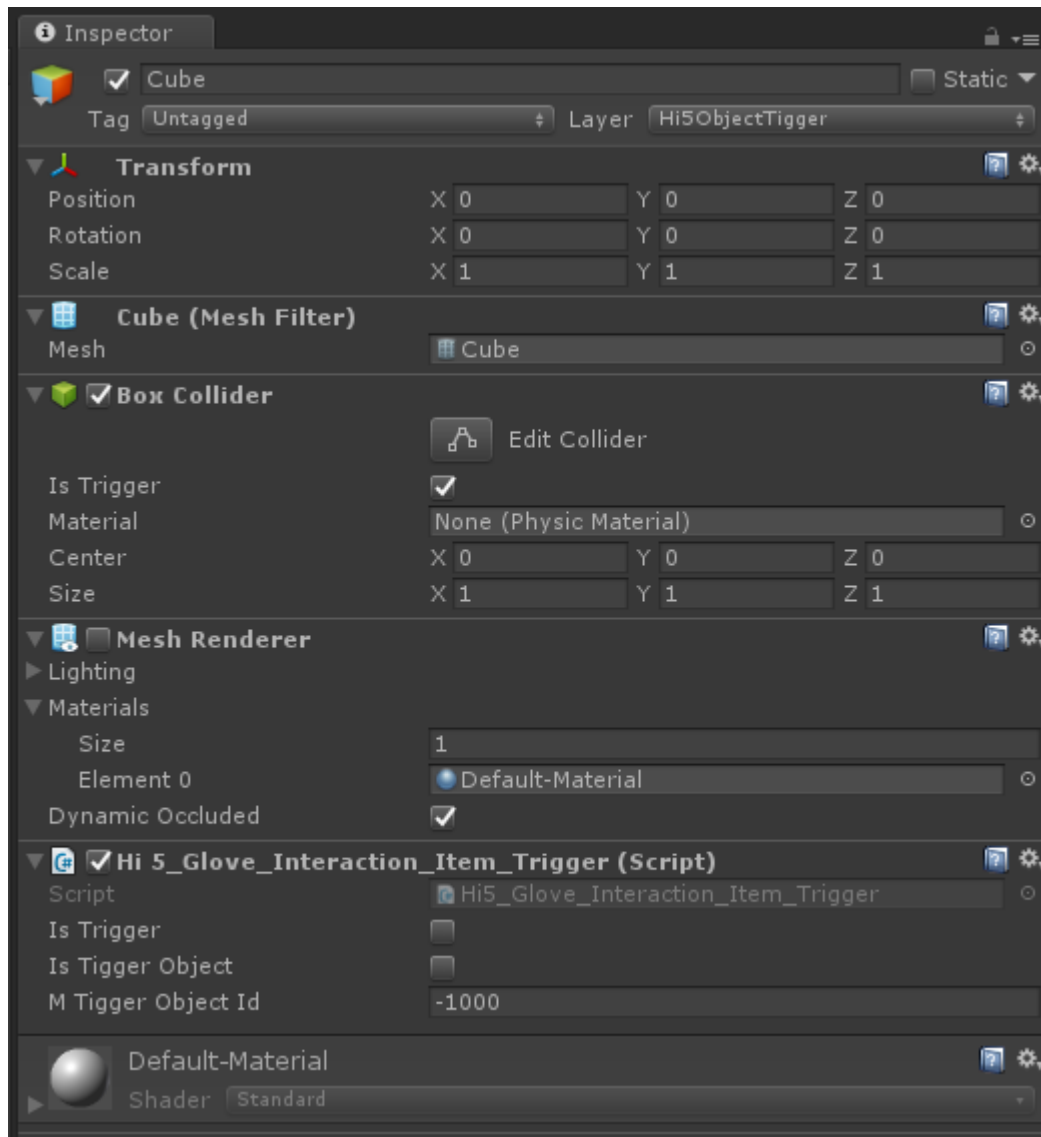 Inspector
Cube Static
Tag Untagged Layer Hi5ObjectTigger
Transform
Position X 0 Y 0 Z 0
Rotation X 0 Y 0 Z 0
Scale X 1 Y 1 Z 1
Cube (Mesh Filter)
Mesh Cube
Box Collider
Edit Collider
Is Trigger
Material None (Physic Material)
Center X 0 Y 0 Z 0
Size X 1 Y 1 Z 1
Mesh Renderer
Lighting
Materials
Size 1
Element 0 Default-Material
Dynamic Occluded
Hi 5_Glove_Interaction_Item_Trigger (Script)
Script Hi5_Glove_Interaction_Item_Trigger
Is Trigger
Is Tigger Object
M Tigger Object Id -1000
Default-Material
Shader Standard